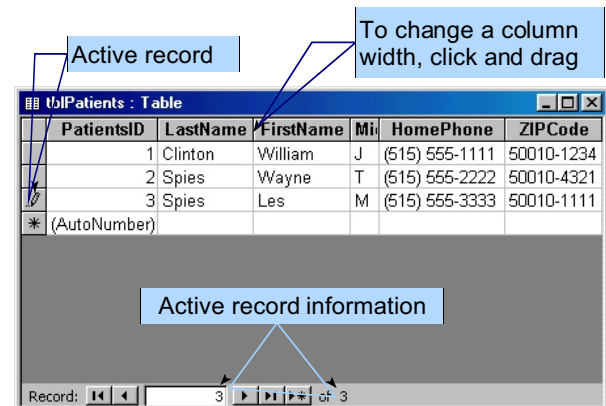 Active record
To change a column
width, click and drag
tblPatients : Table
PatientsID LastName FirstName Mi HomePhone ZIPCode
1 Clinton William J (515) 555-1111 50010-1234
2 Spies Wayne T (515) 555-2222 50010-4321
3 Spies Les M (515) 555-3333 50010-1111
* (AutoNumber)
Active record information
Record: 3 of 3